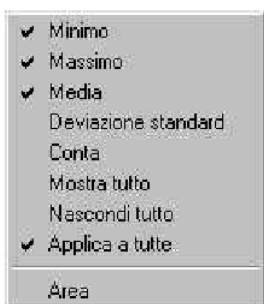 Minimo
Massimo
Media
Deviazione standard
Conta
Mostra tutto
Nascondi tutto
Applica a tutte
Area